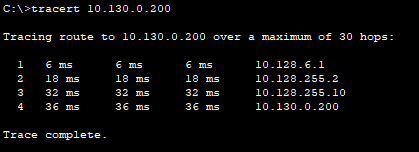 C:\>tracert 10.130.0.200
Tracing route to 10.130.0.200 over a maximum of 30 hops:
1 6 ms 6 ms 6 ms 10.128.6.1
2 18 ms 18 ms 18 ms 10.128.255.2
3 32 ms 32 ms 32 ms 10.128.255.10
4 36 ms 36 ms 36 ms 10.130.0.200
Trace complete.